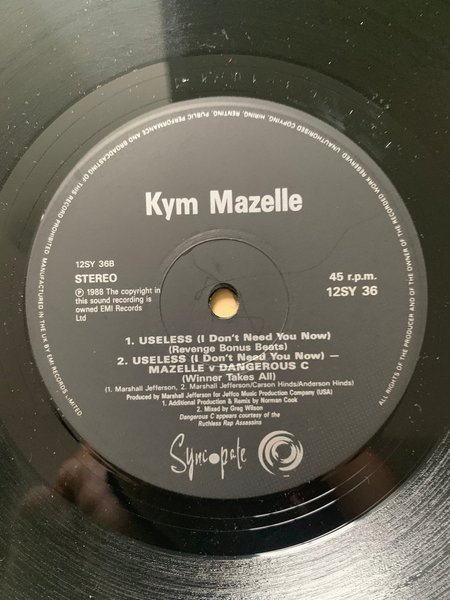 UNAUTHORISED COPYING, HIRING, RENTING, PUBLIC PERFORMANCE AND BROADCASTING OF THIS RECORD PROHIBITED MANUFACTURED IN THE UK BY EMI RECORDS LIMITED
ALL RIGHTS OF THE PRODUCER AND OF THE OWNER OF THE RECORDED WORK RESERVED.
Kym Mazelle
12SY 36B
STEREO
℗ 1988 The copyright in
this sound recording is
owned EMI Records
Ltd
45 r.p.m.
12SY 36
1. USELESS (I Don't Need You Now)
(Revenge Bonus Beats)
2. USELESS (I Don't Need You Now) –
MAZELLE v DANGEROUS C
(Winner Takes All)
(1. Marshall Jefferson, 2. Marshall Jefferson/Carson Hinds/Anderson Hinds)
Produced by Marshall Jefferson for Jeffco Music Production Company (USA)
1. Additional Production & Remix by Norman Cook
2. Mixed by Greg Wilson
Dangerous C appears courtesy of the
Ruthless Rap Assassins
Syncopate